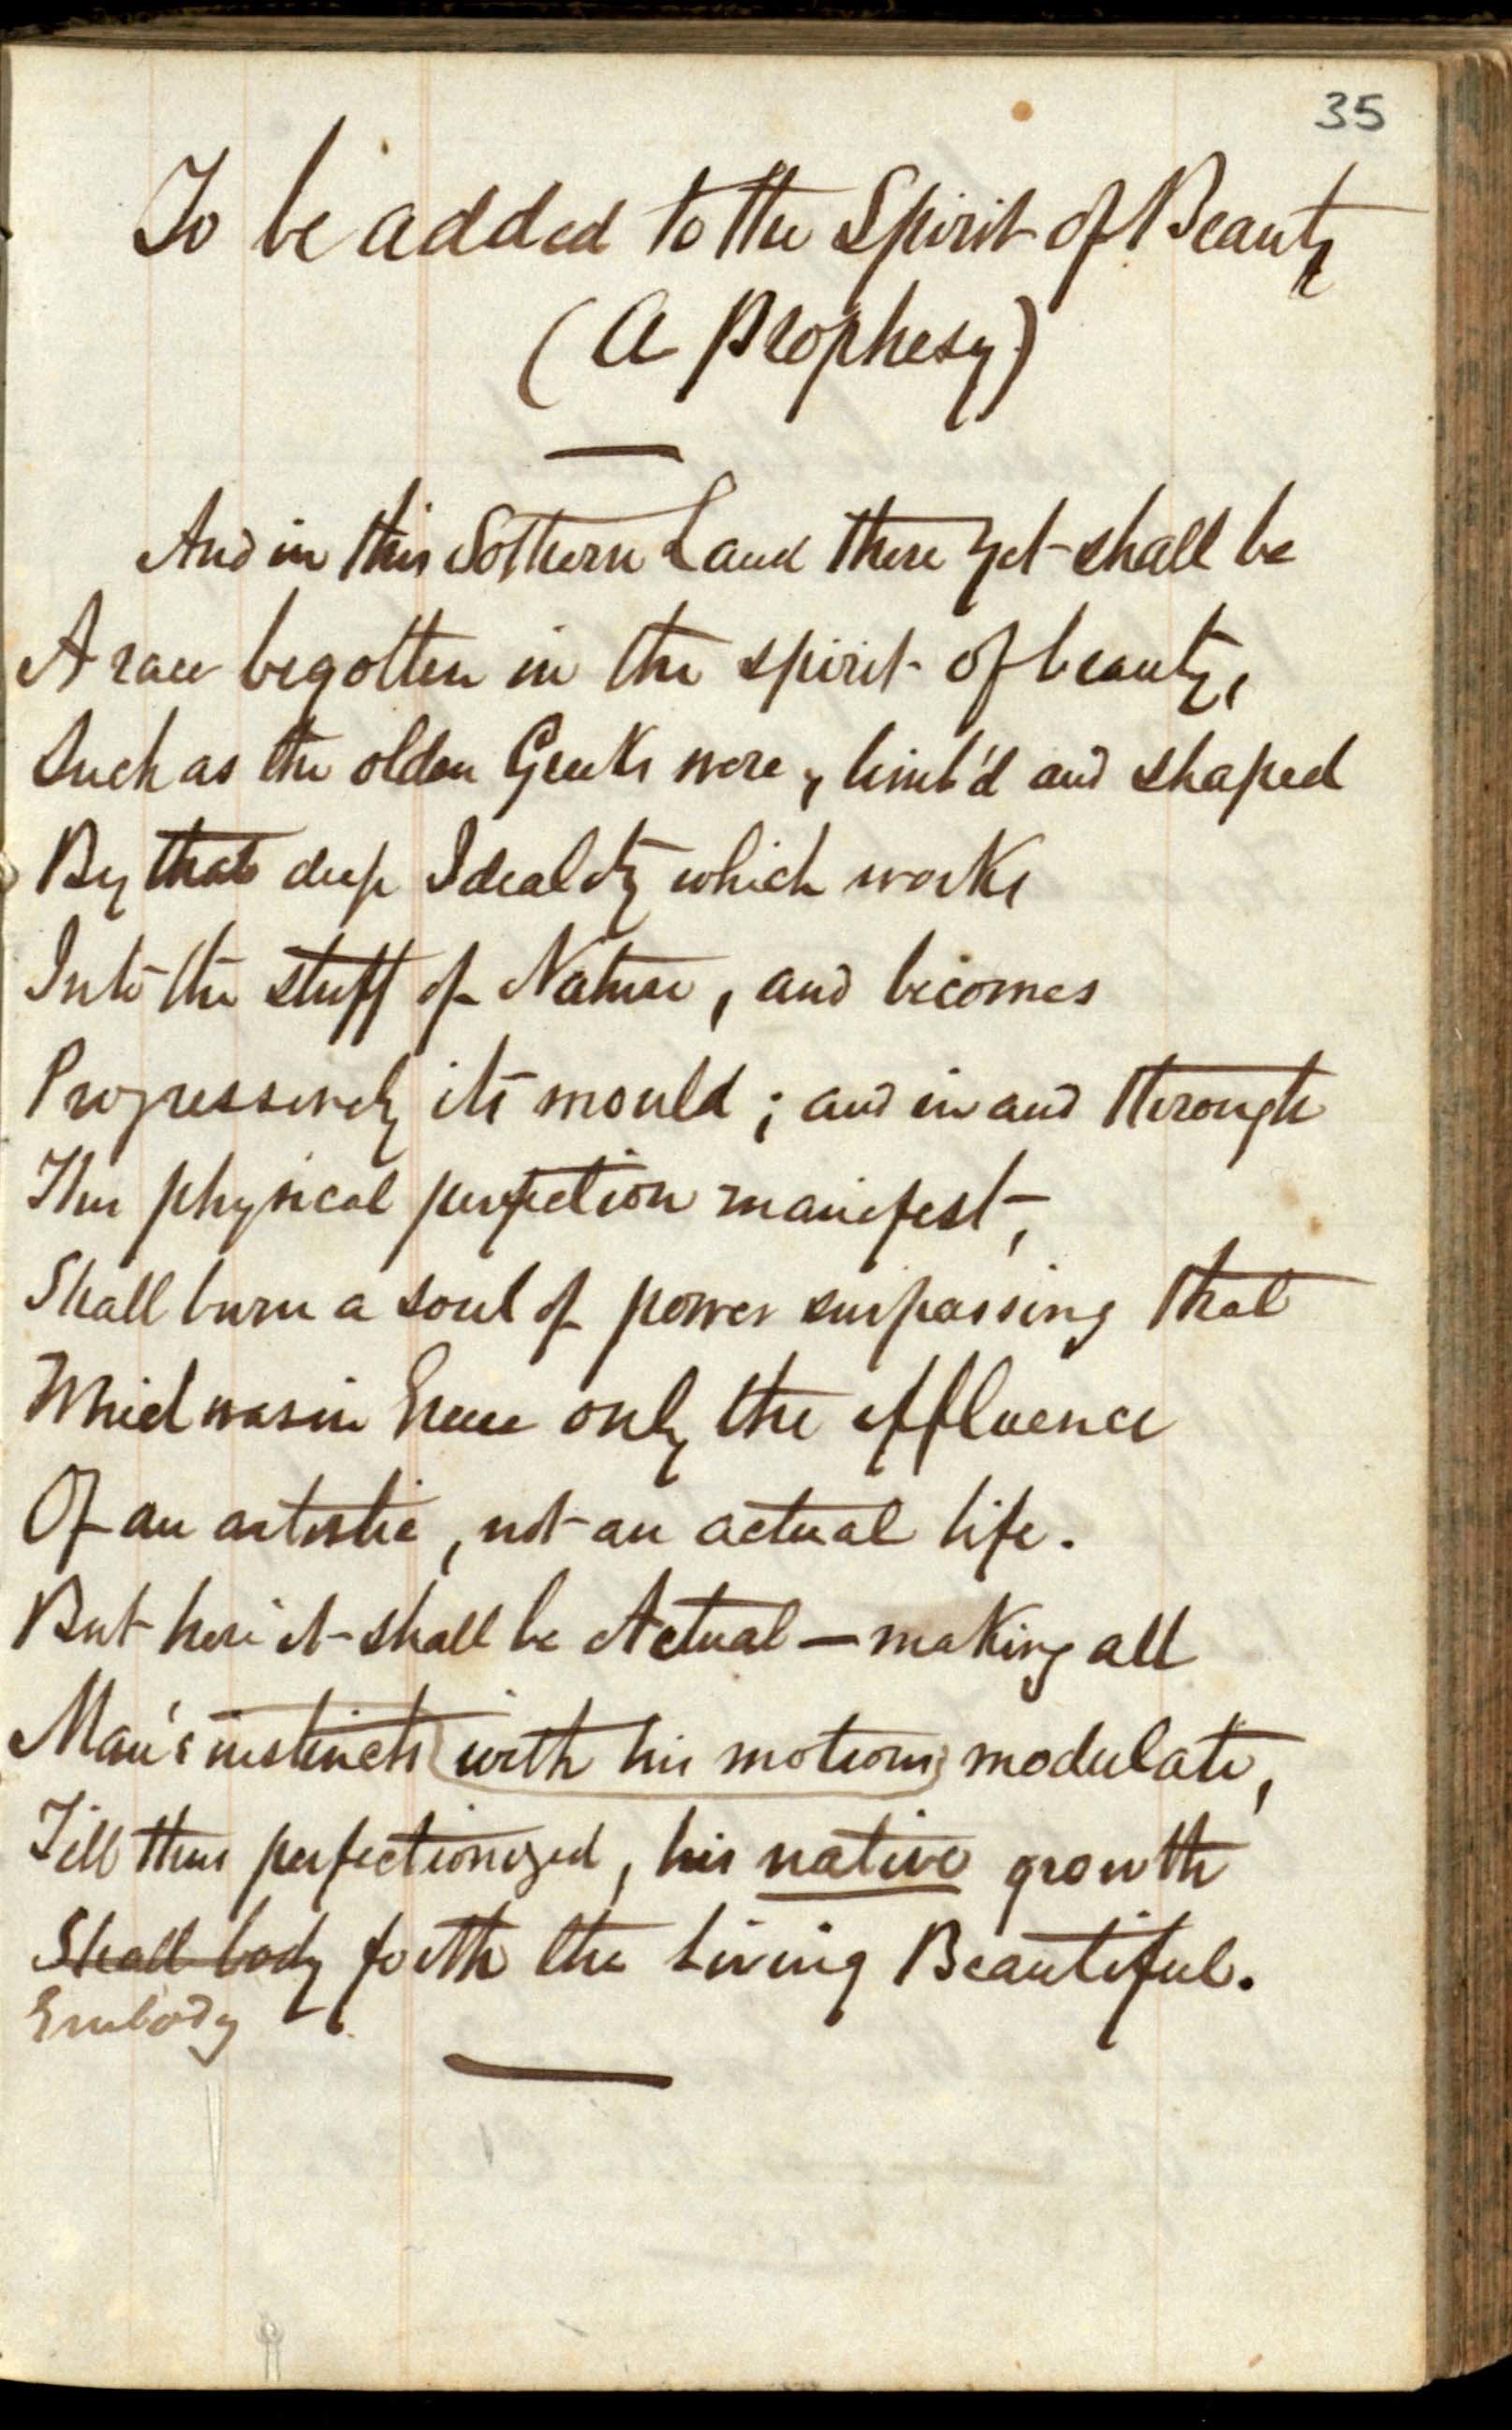 35
To be added to the Spirit of Beauty
(A Prophesy)
And in this Sothern Land there yet shall be
A race begotten in the spirit of beauty,
Such as the olden Greeks were, limb'd and shaped
By that deep Ideality which works
Into the stuff of Nature, and becomes
Progressively its mould; and in and through
This physical perfection manifest,
Shall burn a soul of power surpassing that
Which was in Greece only the effluence
Of an artistic, not an actual life.
But here it shall be Actual — making all
Man's instincts (with his motions) modulate,
Till thus perfectionized, his native growth
Shall body forth the Living Beautiful.
Embody